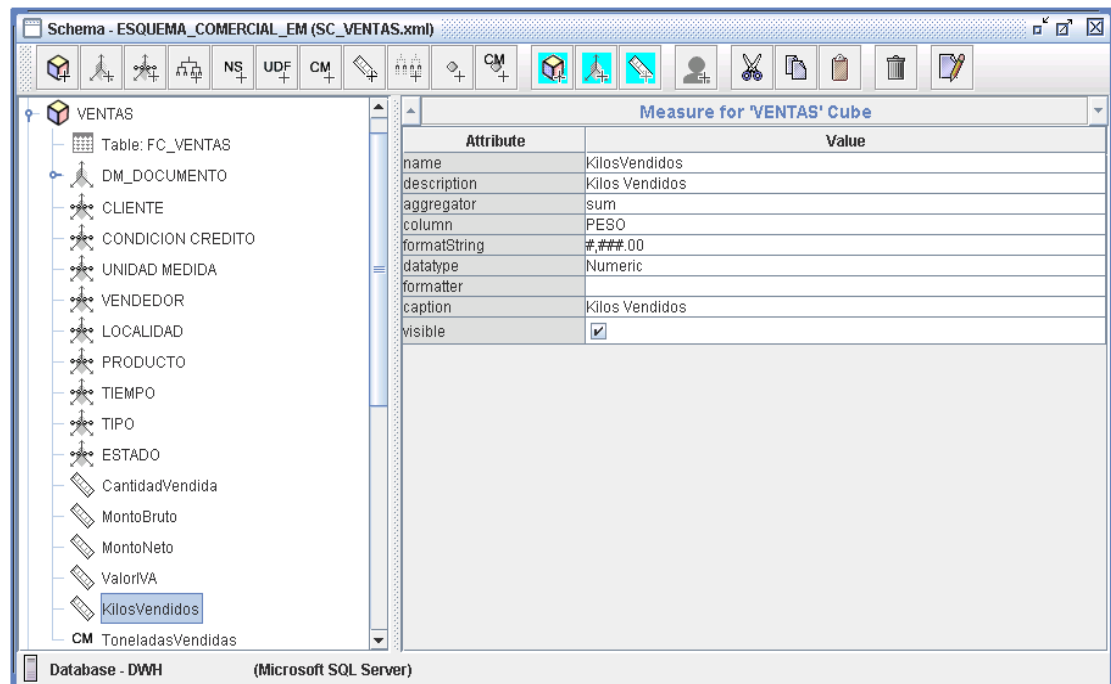 Schema - ESQUEMA_COMERCIAL_EM (SC_VENTAS.xml)
NS UDF CM CM
VENTAS
Table: FC_VENTAS
DM_DOCUMENTO
CLIENTE
CONDICION CREDITO
UNIDAD MEDIDA
VENDEDOR
LOCALIDAD
PRODUCTO
TIEMPO
TIPO
ESTADO
CantidadVendida
MontoBruto
MontoNeto
ValorIVA
KilosVendidos
CM ToneladasVendidas
Measure for 'VENTAS' Cube
Attribute Value
name KilosVendidos
description Kilos Vendidos
aggregator sum
column PESO
formatString #,###.00
datatype Numeric
formatter
caption Kilos Vendidos
visible
Database - DWH (Microsoft SQL Server)